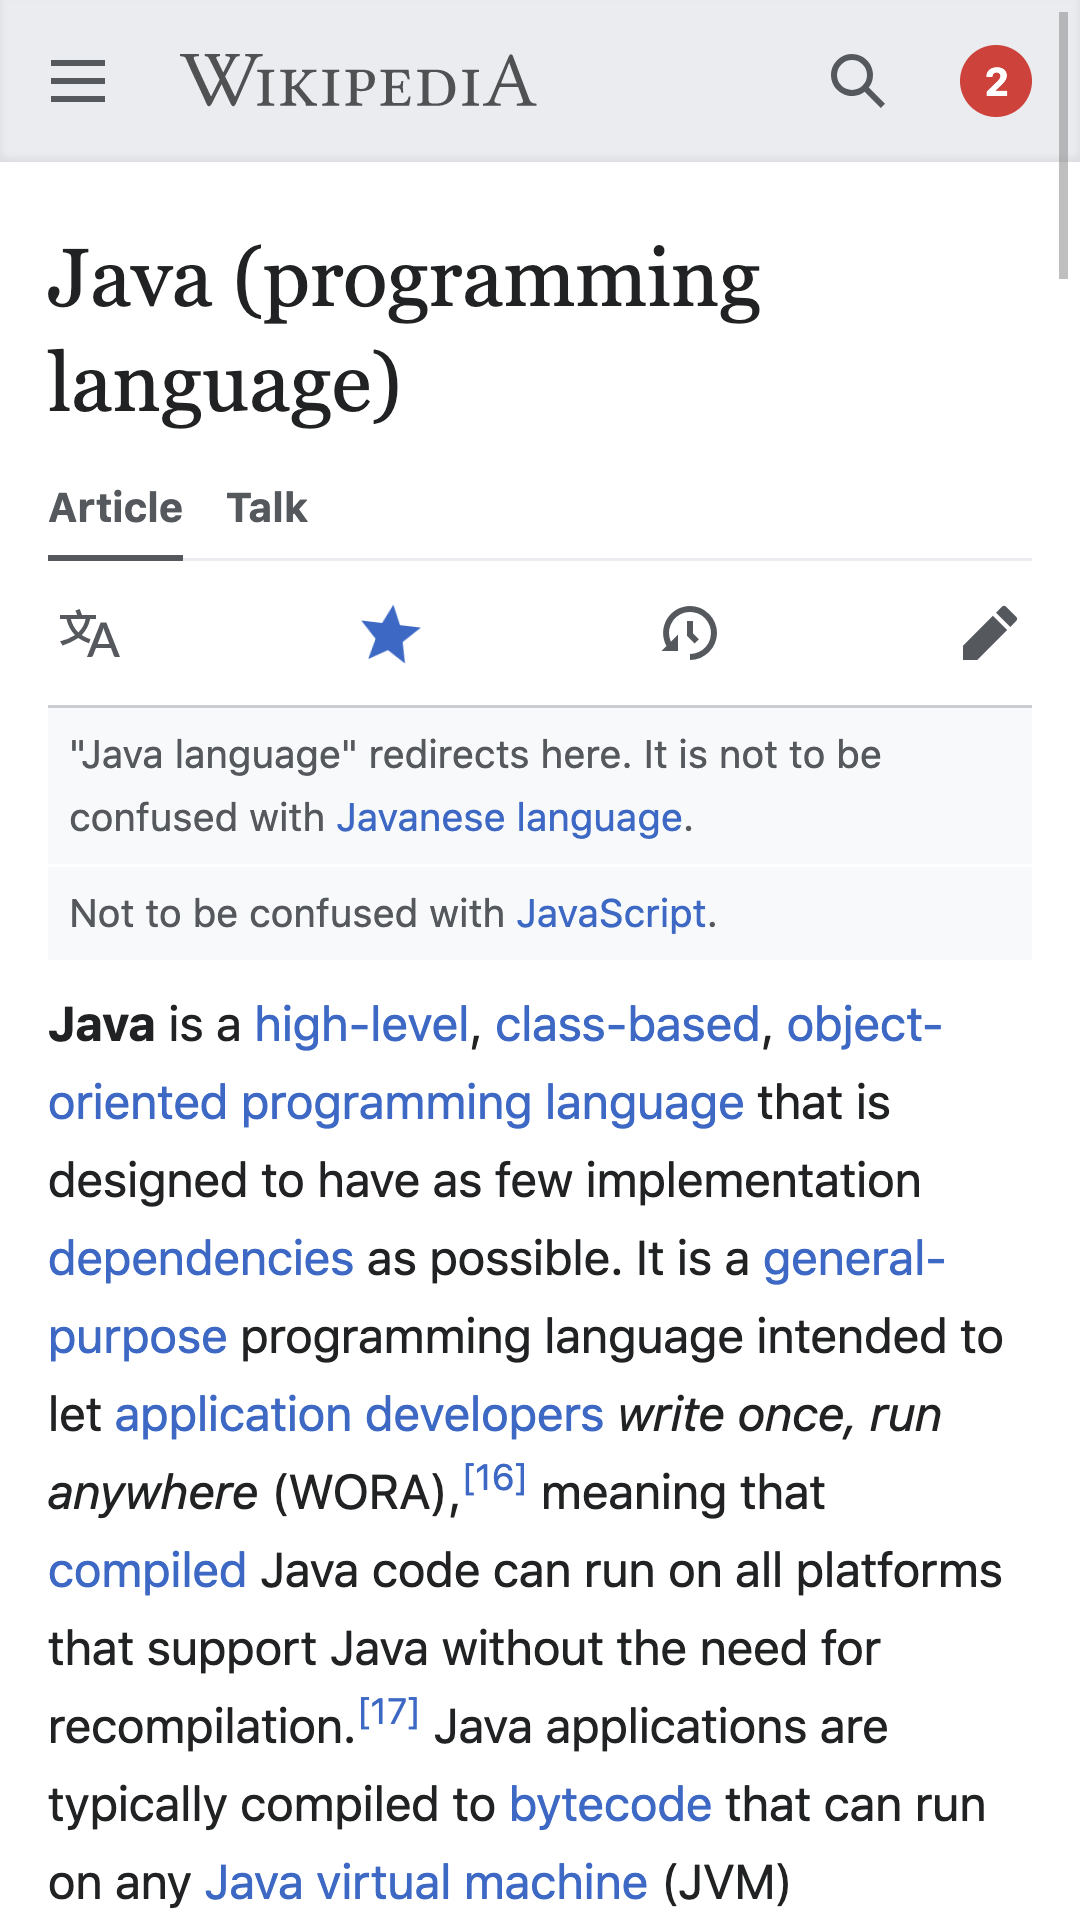 WIKIPEDIA
2
Java (programming
language)
Article Talk
文A
"Java language" redirects here. It is not to be
confused with Javanese language.
Not to be confused with JavaScript.
Java is a high-level, class-based, object-
oriented programming language that is
designed to have as few implementation
dependencies as possible. It is a general-
purpose programming language intended to
let application developers write once, run
anywhere (WORA),[16] meaning that
compiled Java code can run on all platforms
that support Java without the need for
recompilation.[17] Java applications are
typically compiled to bytecode that can run
on any Java virtual machine (JVM)